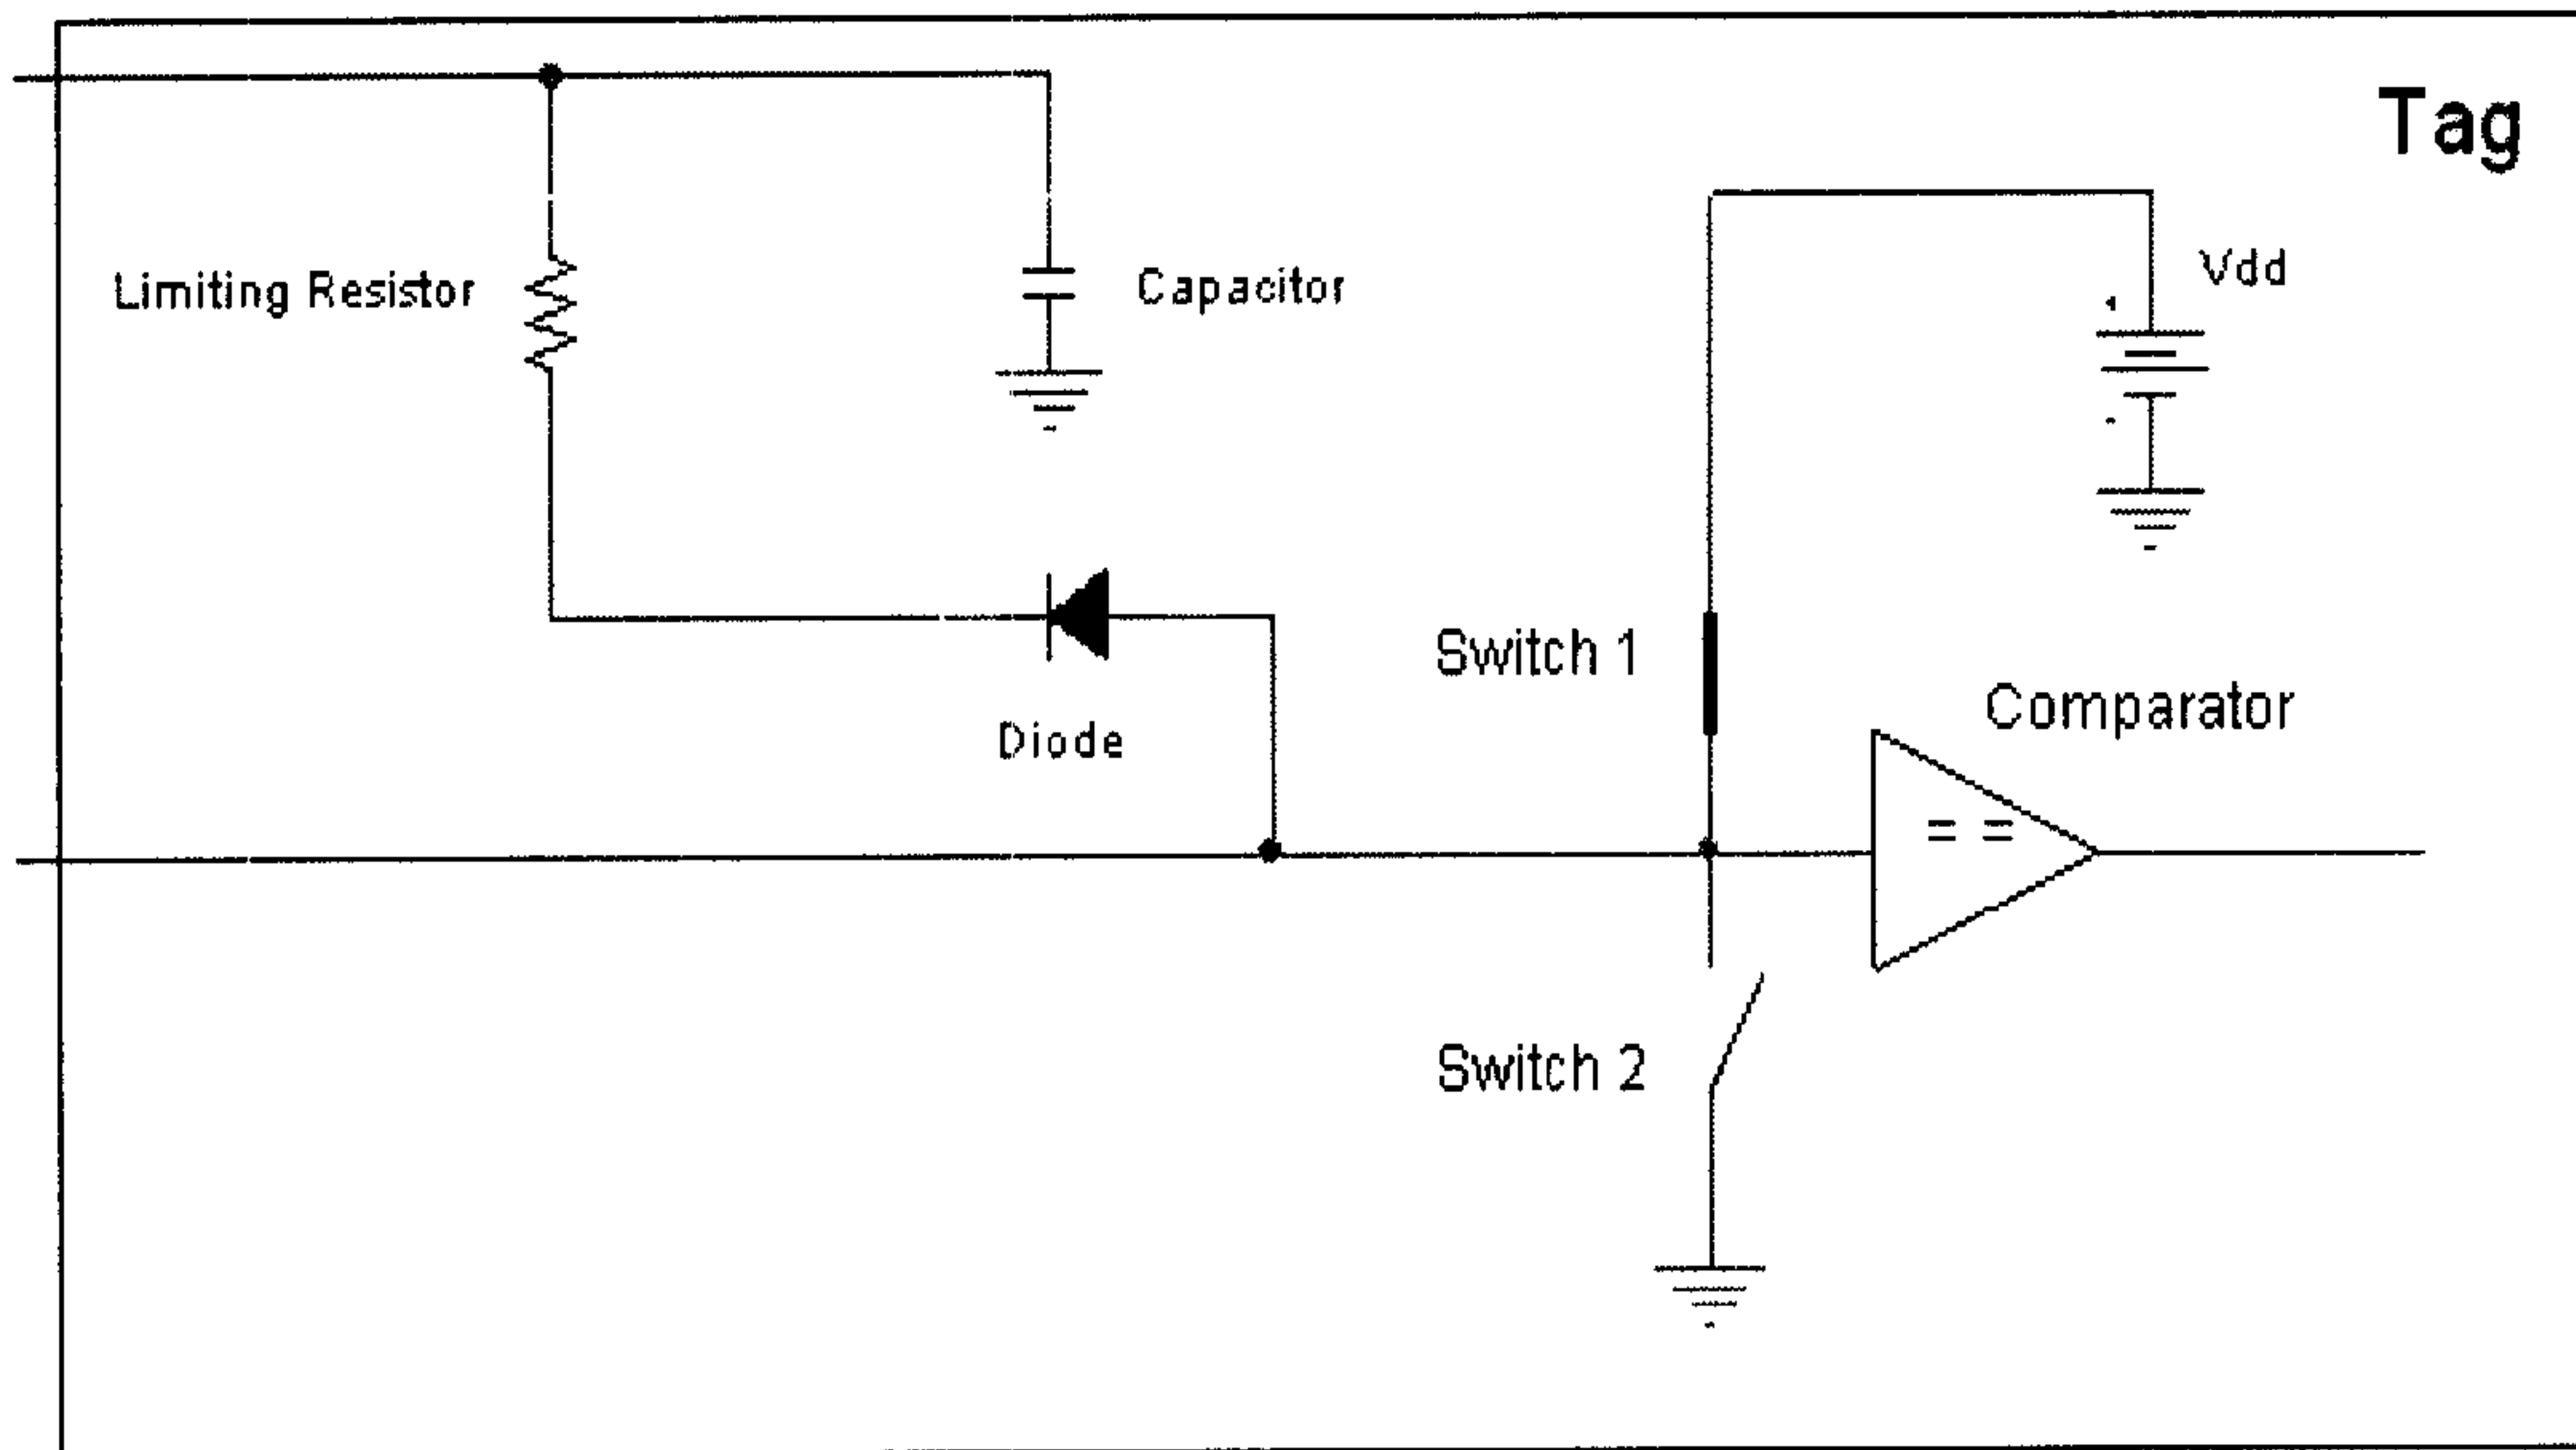 Tag
Vdd
+
Limiting Resistor
Capacitor
-
Switch 1
Comparator
Diode
= =
Switch 2